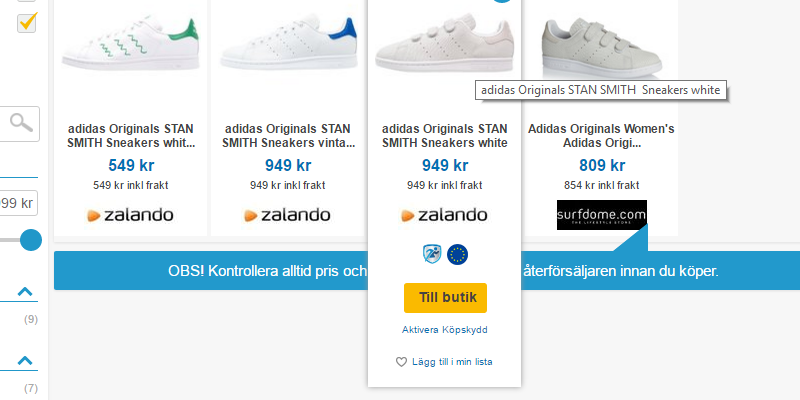 adidas Originals STAN
SMITH Sneakers whit...
549 kr
549 kr inkl frakt
zalando
adidas Originals STAN
SMITH Sneakers vinta...
949 kr
949 kr inkl frakt
zalando
adidas Originals STAN SMITH Sneakers white
adidas Originals STAN
SMITH Sneakers white
949 kr
949 kr inkl frakt
zalando
Till butik
Aktivera Köpskydd
Lägg till i min lista
Adidas Originals Women's
Adidas Origi...
809 kr
854 kr inkl frakt
surfdome.com
THE LIFESTYLE STORE
OBS! Kontrollera alltid pris och
återförsäljaren innan du köper.
99 kr
(9)
(7)